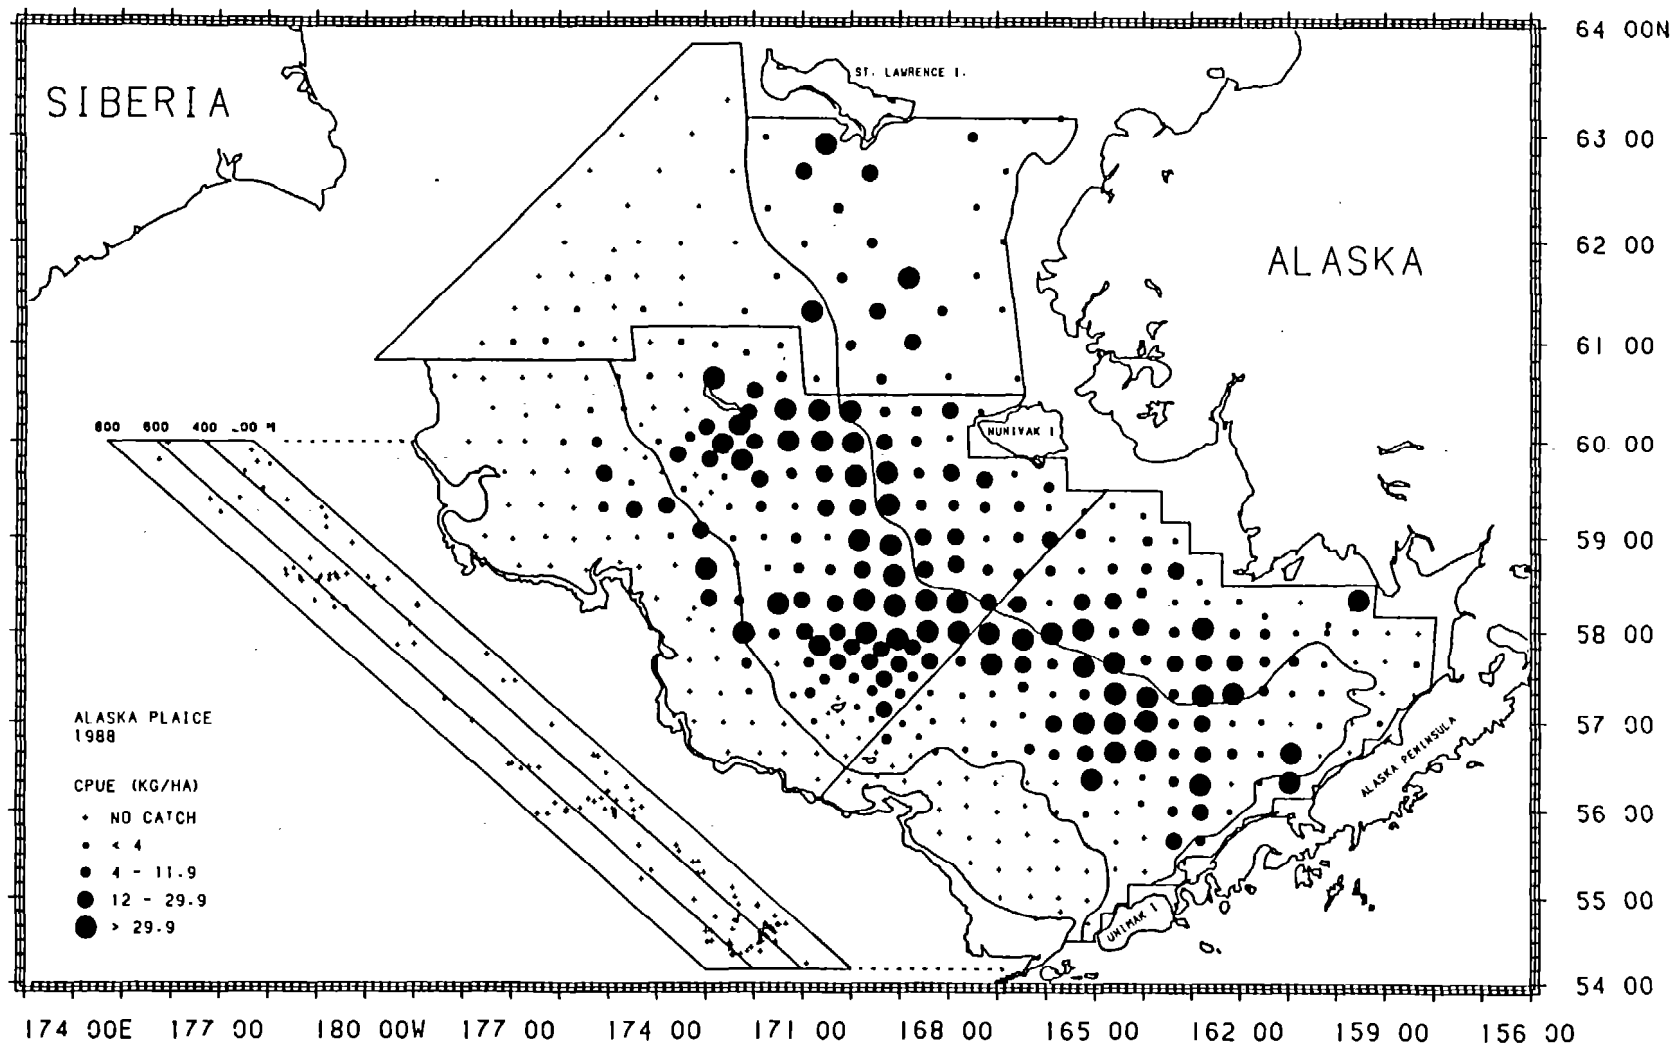 64 00N
ST. LAWRENCE I.
SIBERIA
63 00
62 00
ALASKA
61 00
800 600 400 00 M
NUNIVAK I
60 00
59 00
58 00
ALASKA PLAICE
1988
57 00
ALASKA PENINSULA
CPUE (KG/HA)
+ NO CATCH
< 4
4 - 11.9
12 - 29.9
> 29.9
56 00
55 00
UNIMAK I
54 00
174 00E 177 00 180 00W 177 00 174 00 171 00 168 00 165 00 162 00 159 00 156 00